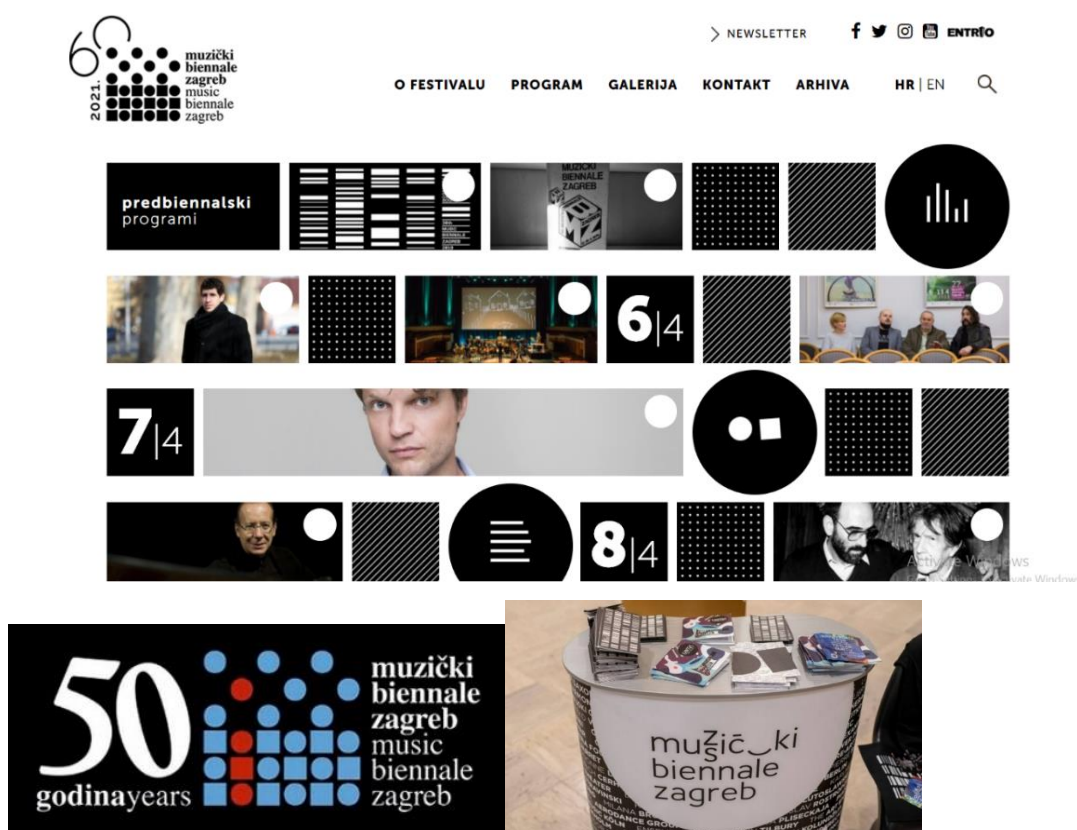 60
2021.
muzički
biennale
zagreb
music
biennale
zagreb
NEWSLETTER
ENTRIO
O FESTIVALU PROGRAM GALERIJA KONTAKT ARHIVA HR | EN
predbiennalski
programi
MUZIČKI
BIENNALE
ZAGREB
BMZ
6|4
7|4
8|4
50
godinayears
muzički
biennale
zagreb
music
biennale
zagreb
muzički
biennale
zagreb